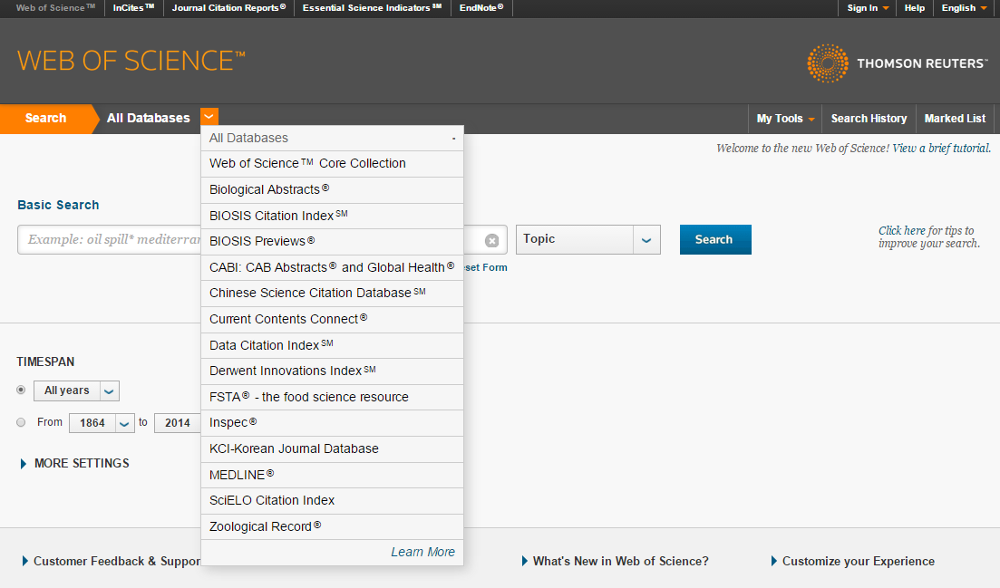 Web of Science™ InCites™ Journal Citation Reports® Essential Science Indicators℠ EndNote® Sign In Help English
WEB OF SCIENCE™
THOMSON REUTERS™
Search All Databases My Tools Search History Marked List
Welcome to the new Web of Science! View a brief tutorial.
All Databases
Web of Science™ Core Collection
Biological Abstracts®
BIOSIS Citation Index℠
BIOSIS Previews®
CABI: CAB Abstracts® and Global Health®
Chinese Science Citation Database℠
Current Contents Connect®
Data Citation Index℠
Derwent Innovations Index℠
FSTA® - the food science resource
Inspec®
KCI-Korean Journal Database
MEDLINE®
SciELO Citation Index
Zoological Record®
Learn More
Basic Search
Example: oil spill* mediterran
Topic
Search
Click here for tips to
improve your search.
eset Form
TIMESPAN
All years
From 1864 to 2014
MORE SETTINGS
Customer Feedback & Suppor What's New in Web of Science? Customize your Experience